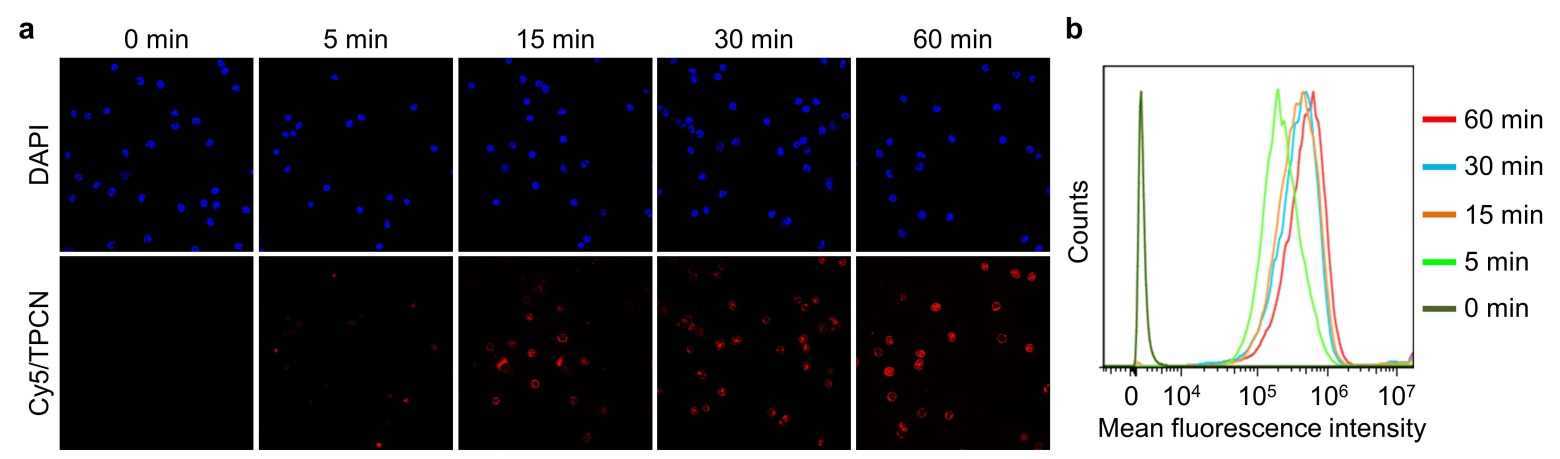 a
0 min 5 min 15 min 30 min 60 min
DAPI
Cy5/TPCN
b
Counts
0 10⁴ 10⁵ 10⁶ 10⁷
Mean fluorescence intensity
60 min
30 min
15 min
5 min
0 min